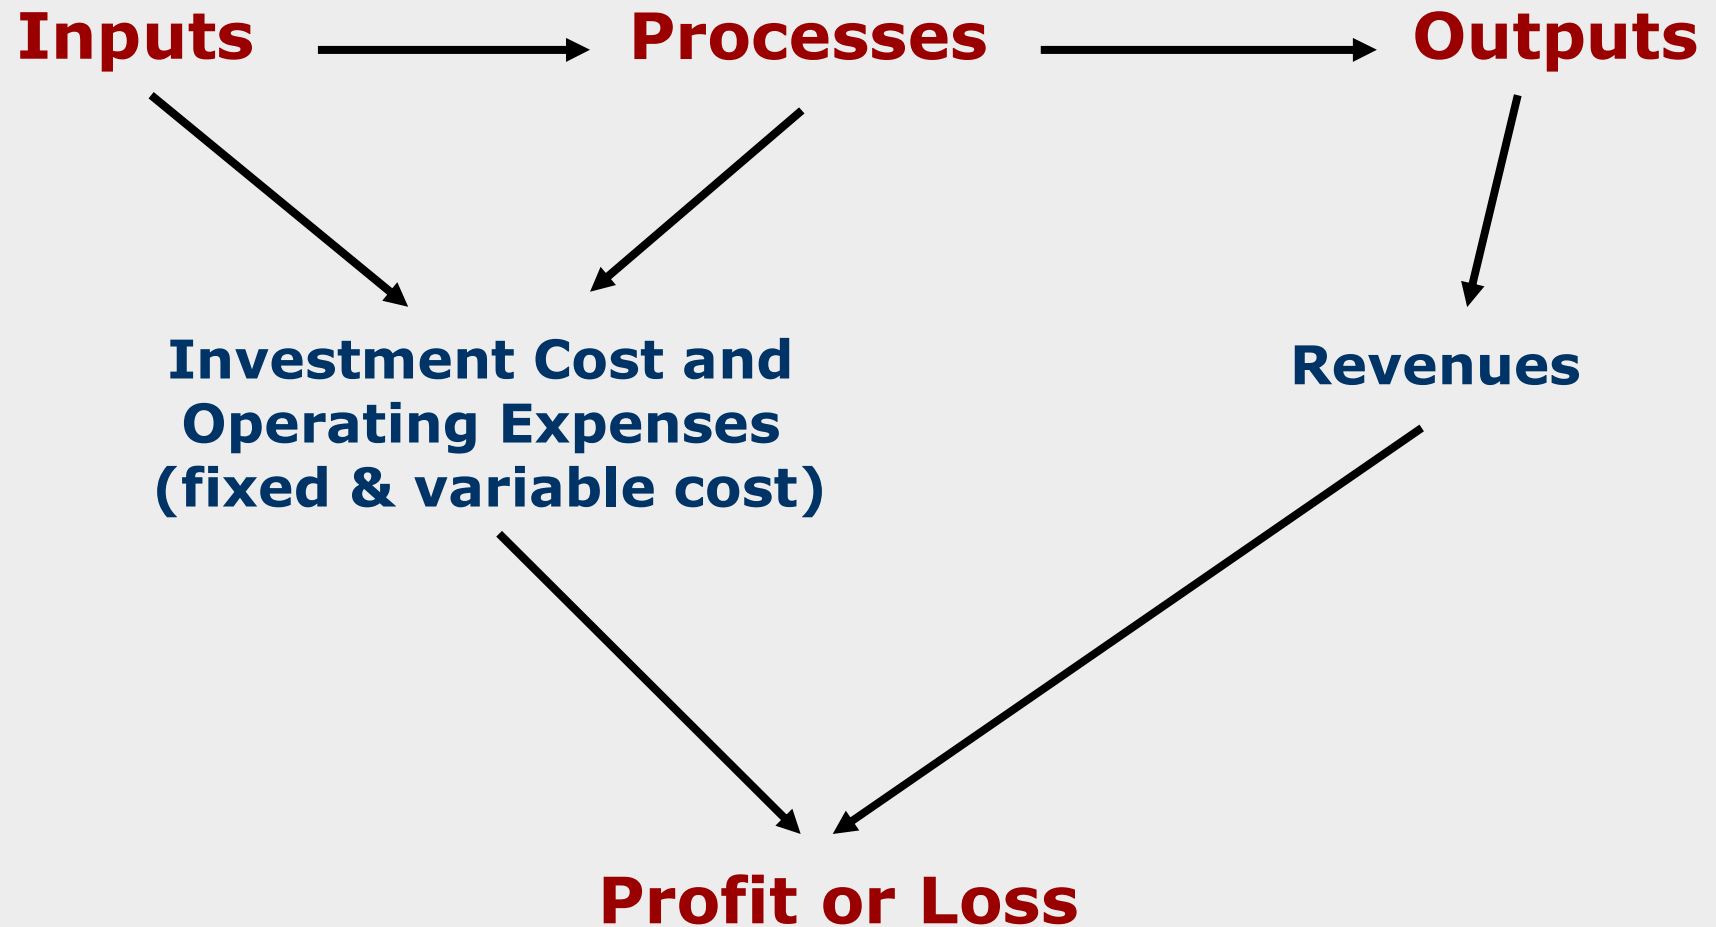 Inputs
Processes
Outputs
Investment Cost and
Operating Expenses
(fixed & variable cost)
Revenues
Profit or Loss